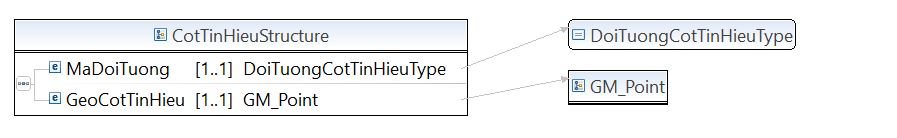 CotTinHieuStructure
MaDoiTuong [1..1] DoiTuongCotTinHieuType
GeoCotTinHieu [1..1] GM_Point
DoiTuongCotTinHieuType
GM_Point